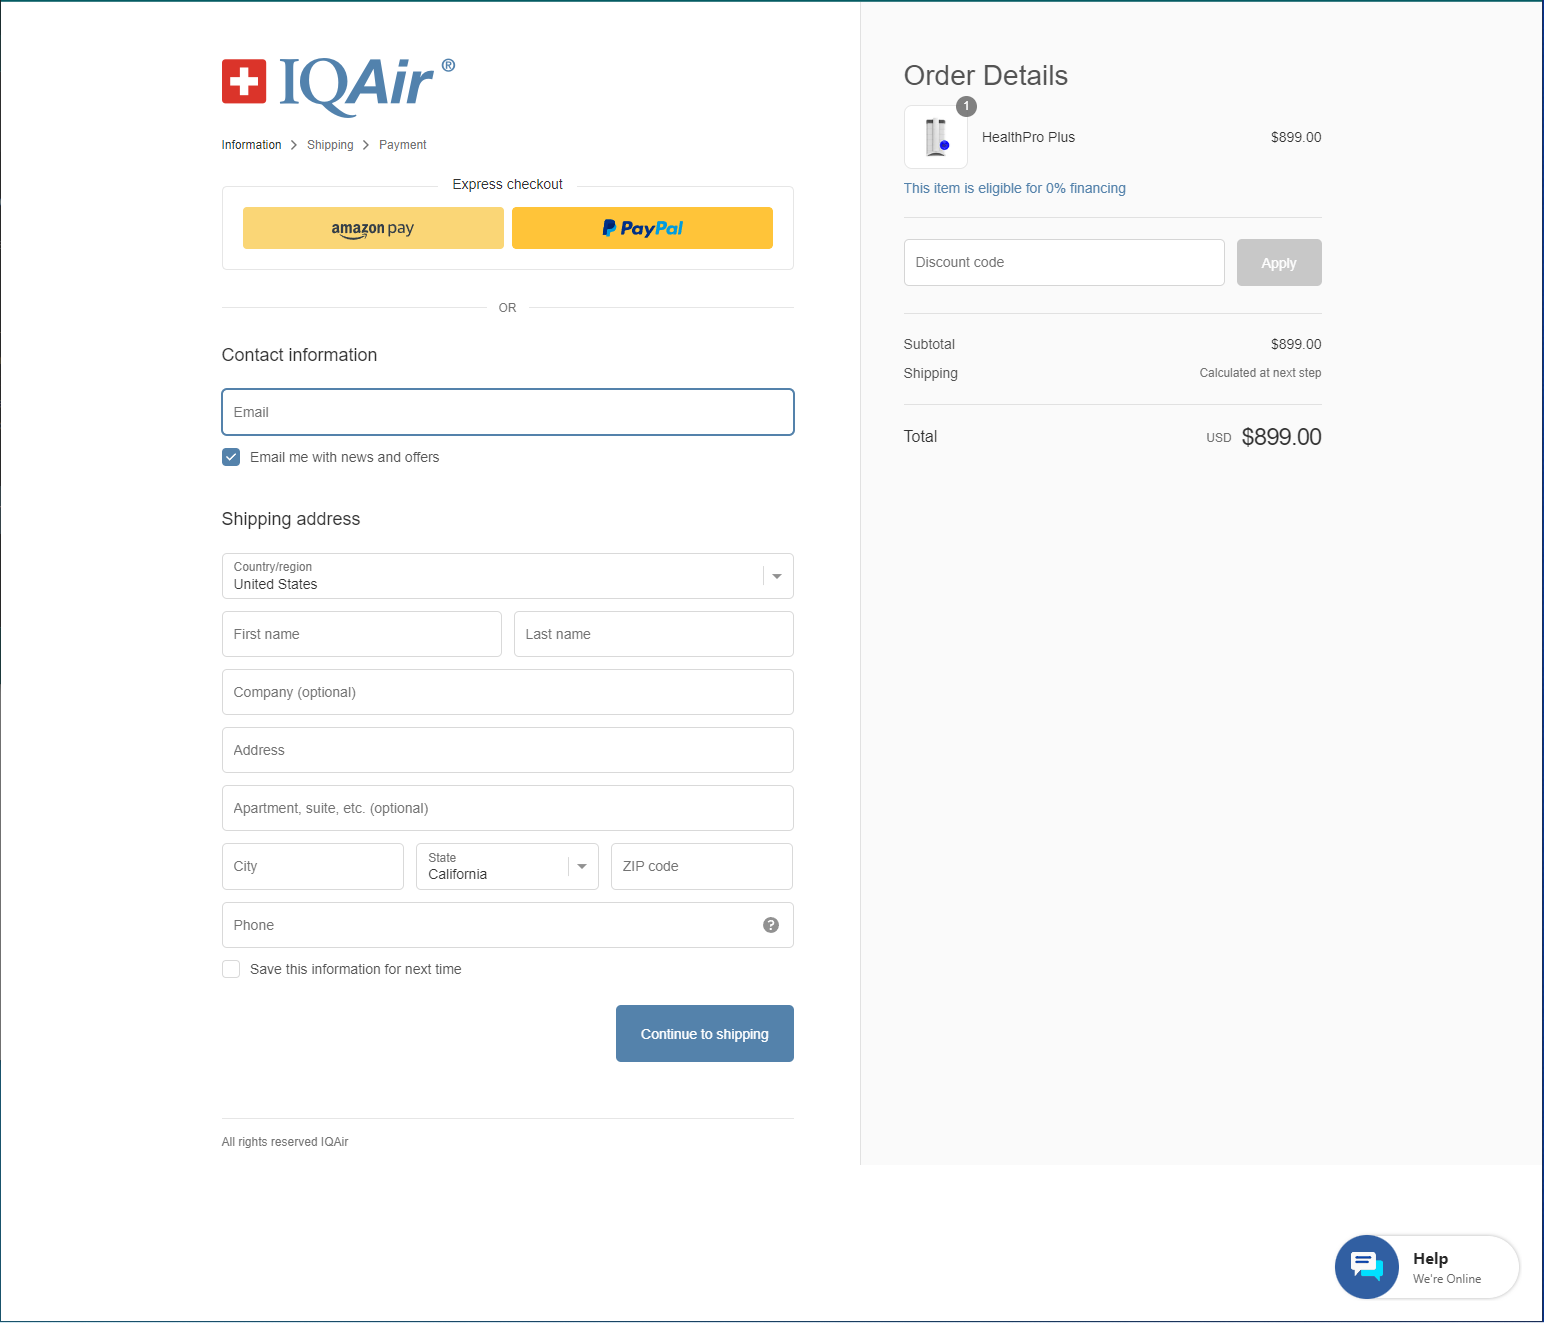 IQAir®
Information > Shipping > Payment
Express checkout
amazon pay
PayPal
OR
Contact information
Email
Email me with news and offers
Shipping address
Country/region
United States
First name
Last name
Company (optional)
Address
Apartment, suite, etc. (optional)
City
State
California
ZIP code
Phone
?
Save this information for next time
Continue to shipping
All rights reserved IQAir
Order Details
1
HealthPro Plus $899.00
This item is eligible for 0% financing
Discount code
Apply
Subtotal $899.00
Shipping Calculated at next step
Total USD $899.00
Help
We're Online